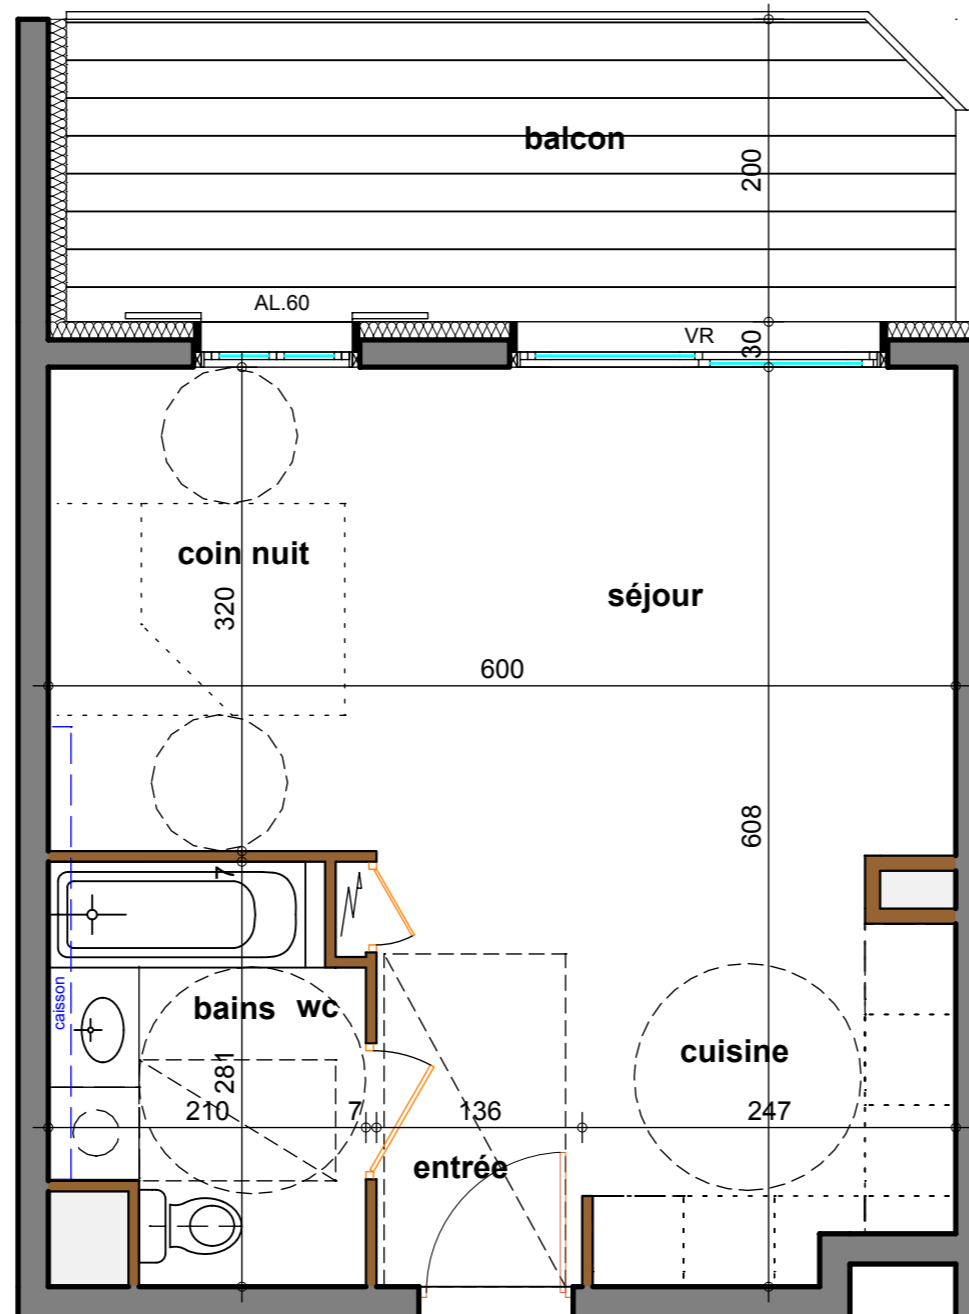 balcon
200
AL.60
VR
30
coin nuit
320
séjour
600
608
7
caisson
bains wc
281
cuisine
210
7
136
247
entrée